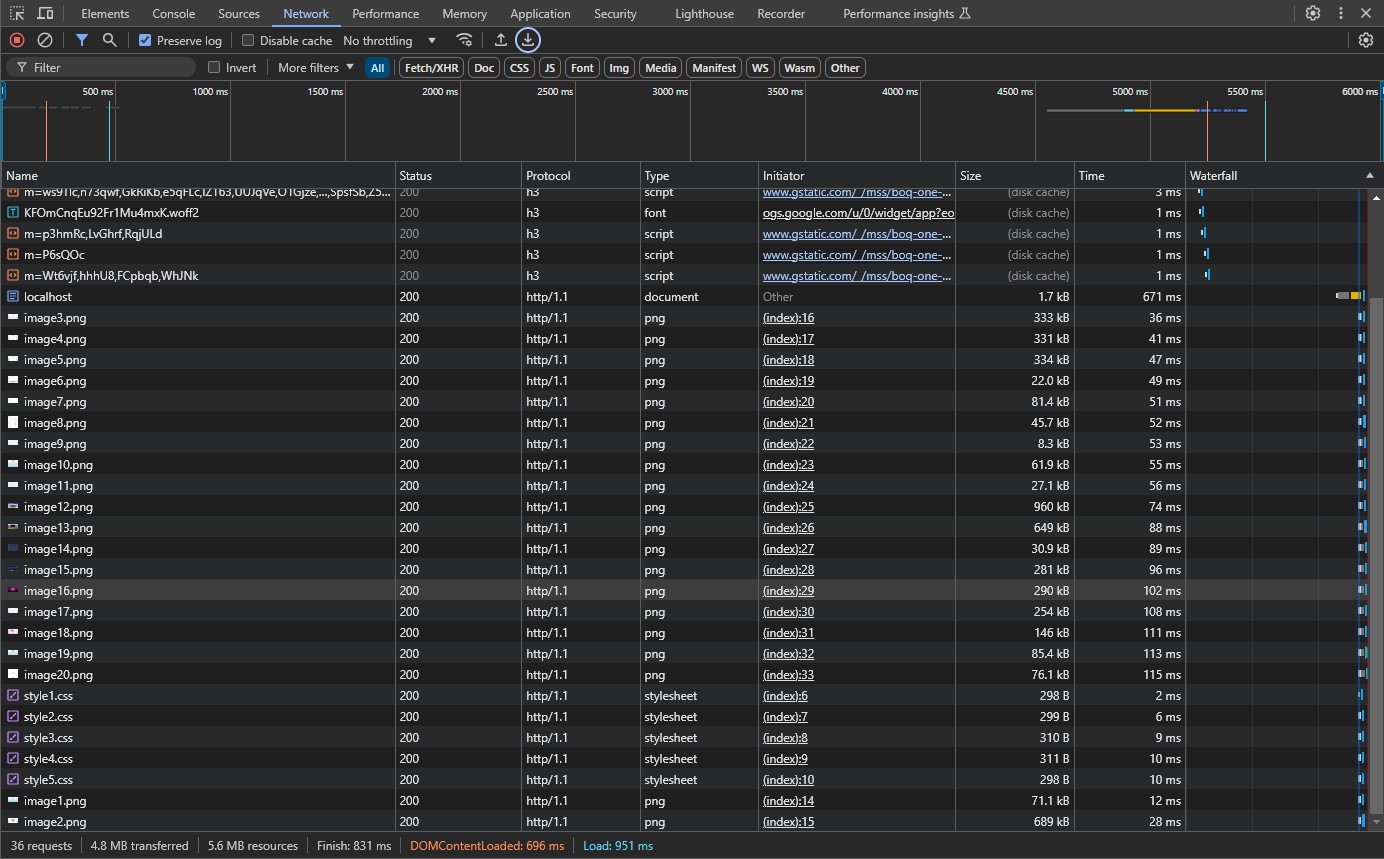 Elements Console Sources Network Performance Memory Application Security Lighthouse Recorder Performance insights
Preserve log Disable cache No throttling
Filter Invert More filters All Fetch/XHR Doc CSS JS Font Img Media Manifest WS Wasm Other
500 ms 1000 ms 1500 ms 2000 ms 2500 ms 3000 ms 3500 ms 4000 ms 4500 ms 5000 ms 5500 ms 6000 ms
Name Status Protocol Type Initiator Size Time Waterfall
200 h3 script www.gstatic.com/_/mss/boq-one-... (disk cache) 3 ms
KFOmCnqEu92Fr1Mu4mxK.woff2 200 h3 font ogs.google.com/u/0/widget/app?eo (disk cache) 1 ms
m=p3hmRc,LvGhrf,RqjULd 200 h3 script www.gstatic.com/_/mss/boq-one-... (disk cache) 1 ms
m=P6sQOc 200 h3 script www.gstatic.com/_/mss/boq-one-... (disk cache) 1 ms
m=Wt6vjf,hhhU8,FCpbqb,WhJNk 200 h3 script www.gstatic.com/_/mss/boq-one-... (disk cache) 1 ms
localhost 200 http/1.1 document Other 1.7 kB 671 ms
image3.png 200 http/1.1 png (index):16 333 kB 36 ms
image4.png 200 http/1.1 png (index):17 331 kB 41 ms
image5.png 200 http/1.1 png (index):18 334 kB 47 ms
image6.png 200 http/1.1 png (index):19 22.0 kB 49 ms
image7.png 200 http/1.1 png (index):20 81.4 kB 51 ms
image8.png 200 http/1.1 png (index):21 45.7 kB 52 ms
image9.png 200 http/1.1 png (index):22 8.3 kB 53 ms
image10.png 200 http/1.1 png (index):23 61.9 kB 55 ms
image11.png 200 http/1.1 png (index):24 27.1 kB 56 ms
image12.png 200 http/1.1 png (index):25 960 kB 74 ms
image13.png 200 http/1.1 png (index):26 649 kB 88 ms
image14.png 200 http/1.1 png (index):27 30.9 kB 89 ms
image15.png 200 http/1.1 png (index):28 281 kB 96 ms
image16.png 200 http/1.1 png (index):29 290 kB 102 ms
image17.png 200 http/1.1 png (index):30 254 kB 108 ms
image18.png 200 http/1.1 png (index):31 146 kB 111 ms
image19.png 200 http/1.1 png (index):32 85.4 kB 113 ms
image20.png 200 http/1.1 png (index):33 76.1 kB 115 ms
style1.css 200 http/1.1 stylesheet (index):6 298 B 2 ms
style2.css 200 http/1.1 stylesheet (index):7 299 B 6 ms
style3.css 200 http/1.1 stylesheet (index):8 310 B 9 ms
style4.css 200 http/1.1 stylesheet (index):9 311 B 10 ms
style5.css 200 http/1.1 stylesheet (index):10 298 B 10 ms
image1.png 200 http/1.1 png (index):14 71.1 kB 12 ms
image2.png 200 http/1.1 png (index):15 689 kB 28 ms
36 requests 4.8 MB transferred 5.6 MB resources Finish: 831 ms DOMContentLoaded: 696 ms Load: 951 ms